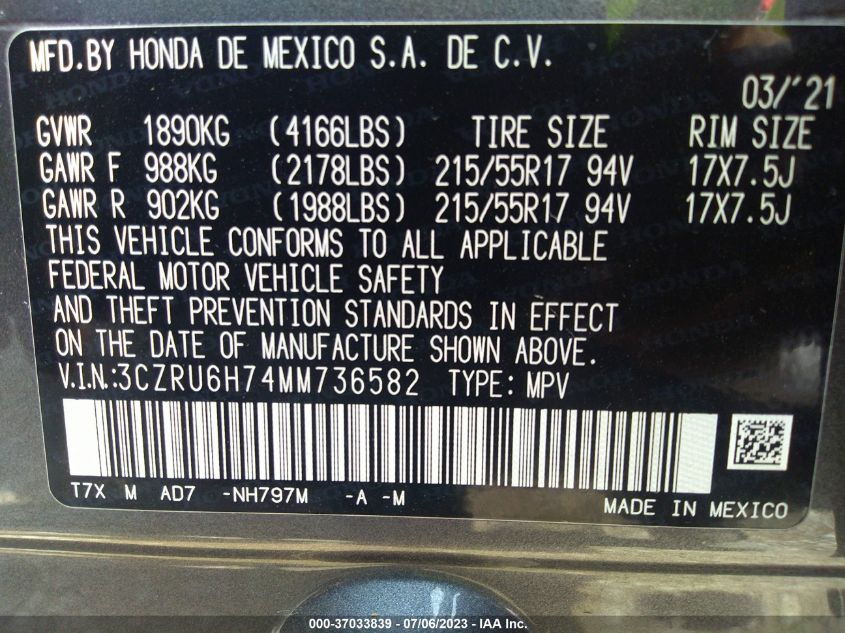 MFD.BY HONDA DE MEXICO S.A. DE C.V.
03/'21
GVWR 1890KG (4166LBS) TIRE SIZE RIM SIZE
GAWR F 988KG (2178LBS) 215/55R17 94V 17X7.5J
GAWR R 902KG (1988LBS) 215/55R17 94V 17X7.5J
THIS VEHICLE CONFORMS TO ALL APPLICABLE
FEDERAL MOTOR VEHICLE SAFETY
AND THEFT PREVENTION STANDARDS IN EFFECT
ON THE DATE OF MANUFACTURE SHOWN ABOVE.
V.I.N.:3CZRU6H74MM736582 TYPE: MPV
T7X M AD7 -NH797M -A -M
MADE IN MEXICO
000-37033839 - 07/06/2023 - IAA Inc.